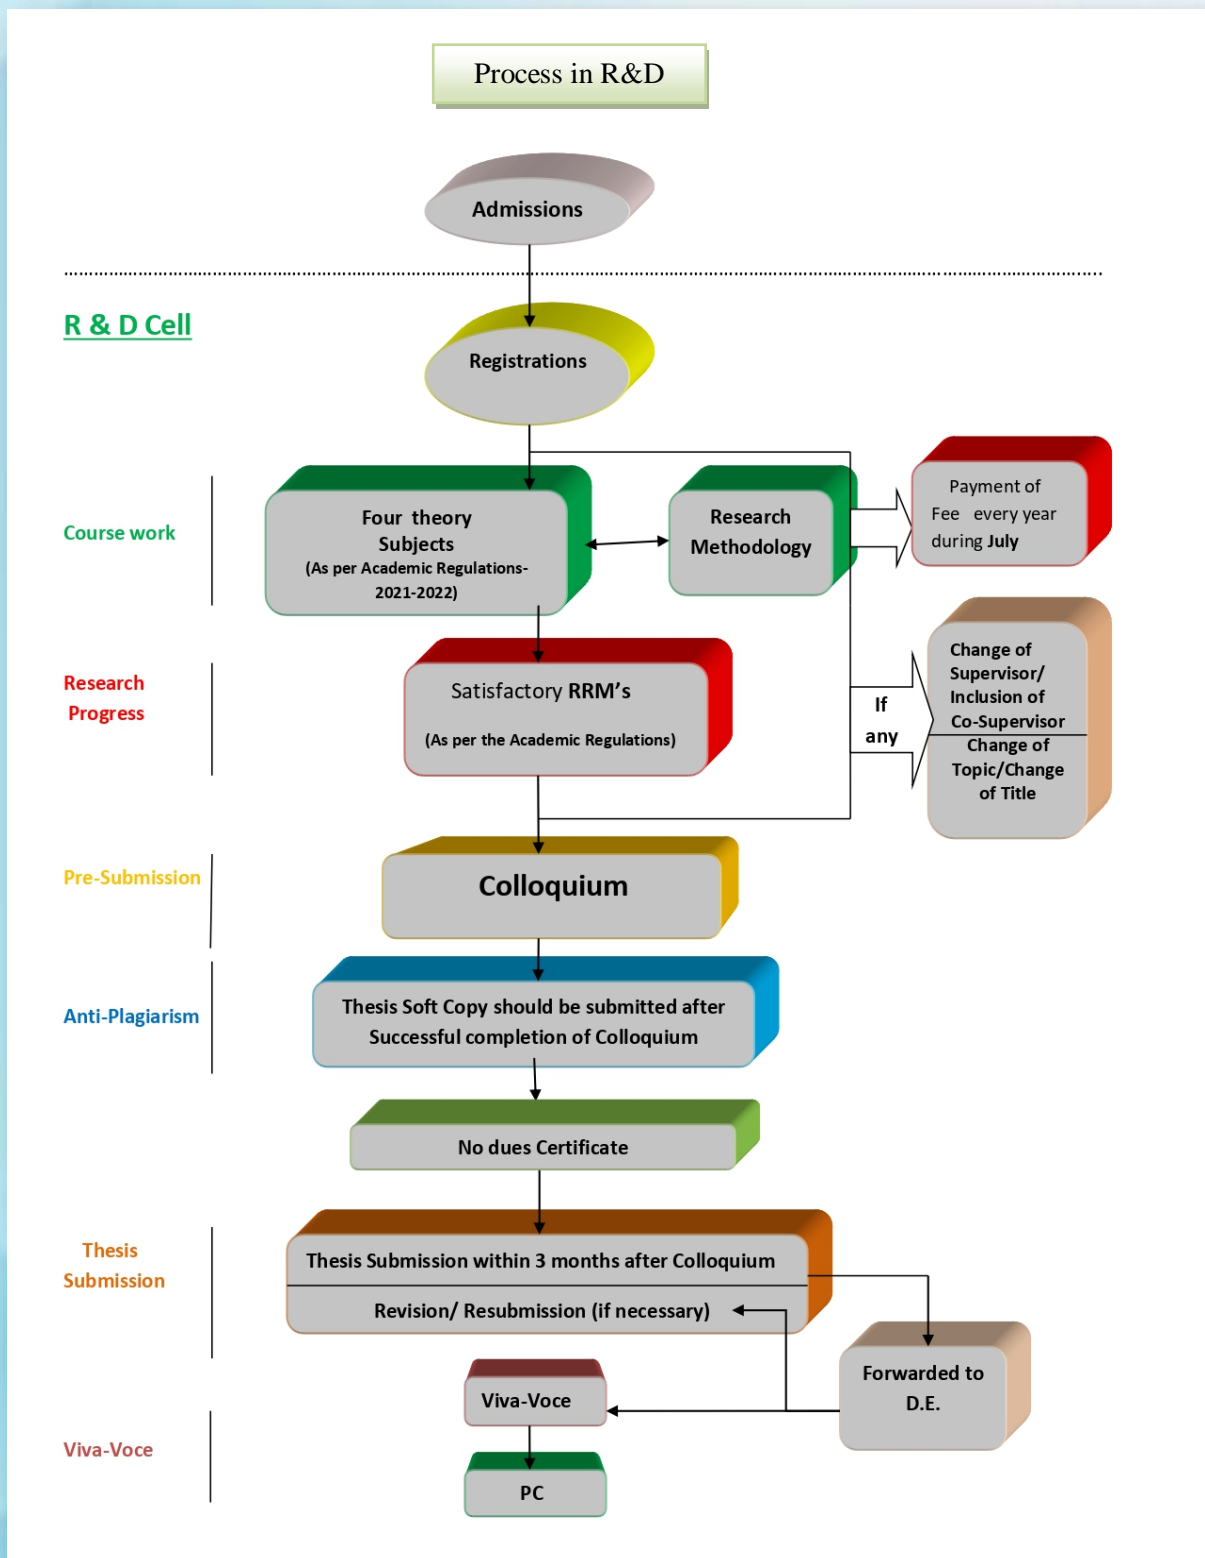 Process in R&D
Admissions
R & D Cell
Registrations
Course work
Four theory
Subjects
(As per Academic Regulations-
2021-2022)
Research
Methodology
Payment of
Fee every year
during July
Research
Progress
Satisfactory RRM's
(As per the Academic Regulations)
If
any
Change of
Supervisor/
Inclusion of
Co-Supervisor
Change of
Topic/Change
of Title
Pre-Submission
Colloquium
Anti-Plagiarism
Thesis Soft Copy should be submitted after
Successful completion of Colloquium
No dues Certificate
Thesis
Submission
Thesis Submission within 3 months after Colloquium
Revision/ Resubmission (if necessary)
Forwarded to
D.E.
Viva-Voce
Viva-Voce
PC